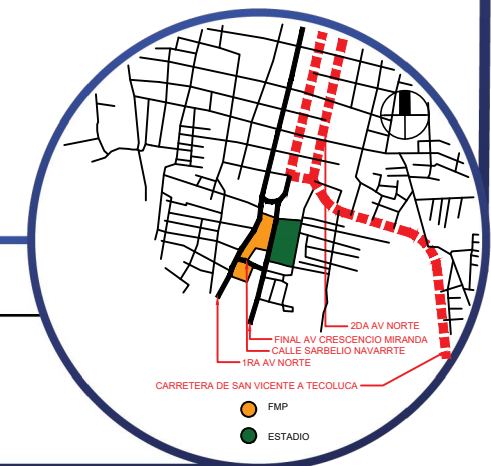 2DA AV NORTE
FINAL AV CRESCENCIO MIRANDA
CALLE SARBELIO NAVARRTE
1RA AV NORTE
CARRETERA DE SAN VICENTE A TECOLUCA
FMP
ESTADIO